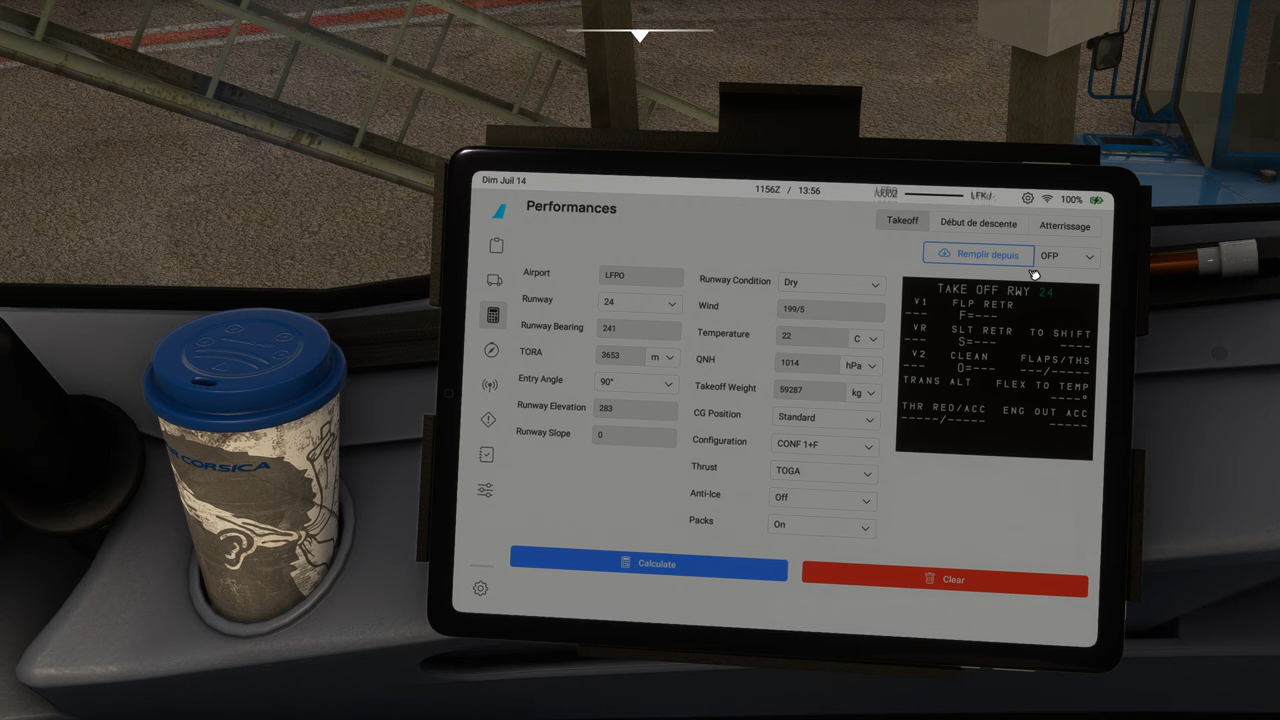 Dim Juil 14
1156Z / 13:56
100%
Performances
Takeoff
Début de descente
Atterrissage
Remplir depuis
OFP
Airport
LFPO
Runway
24
Runway Bearing
241
TORA
3653
m
Entry Angle
90°
Runway Elevation
283
Runway Slope
0
Runway Condition
Dry
Wind
199/5
Temperature
22
C
QNH
1014
hPa
Takeoff Weight
59287
kg
CG Position
Standard
Configuration
CONF 1+F
Thrust
TOGA
Anti-Ice
Off
Packs
On
TAKE OFF RWY 24
V1 FLP RETR
--- F=---
VR SLT RETR TO SHIFT
--- S=--- ----
V2 CLEAN FLAPS/THS
--- O=--- ---/-----
TRANS ALT FLEX TO TEMP
----°
THR RED/ACC ENG OUT ACC
-----/----- -----
Calculate
Clear
CORSICA